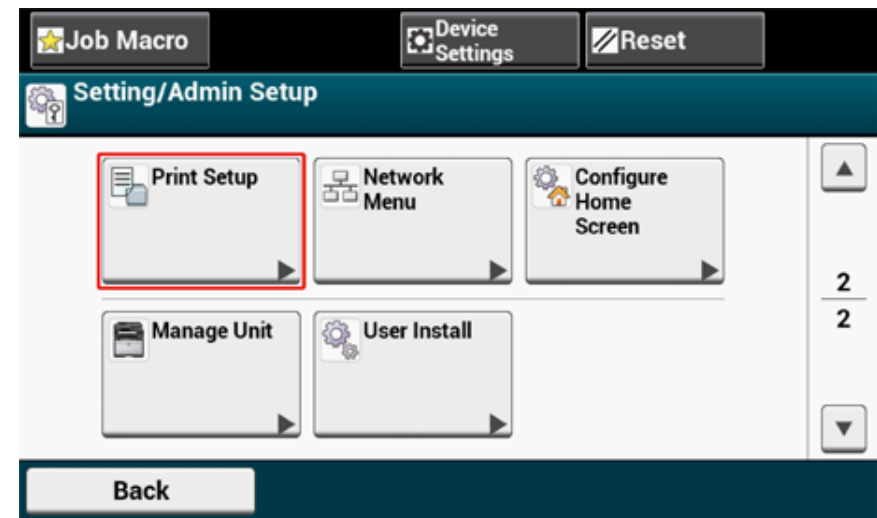 Job Macro
Device
Settings
Reset
Setting/Admin Setup
Print Setup
Network
Menu
Configure
Home
Screen
2
2
Manage Unit
User Install
Back